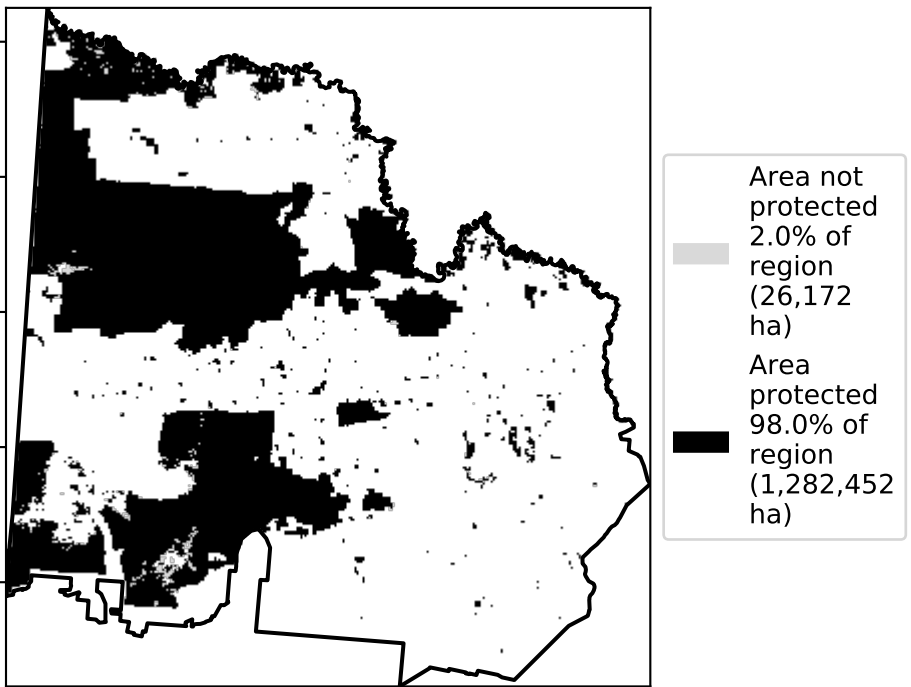 Area not
protected
2.0% of
region
(26,172
ha)
Area
protected
98.0% of
region
(1,282,452
ha)